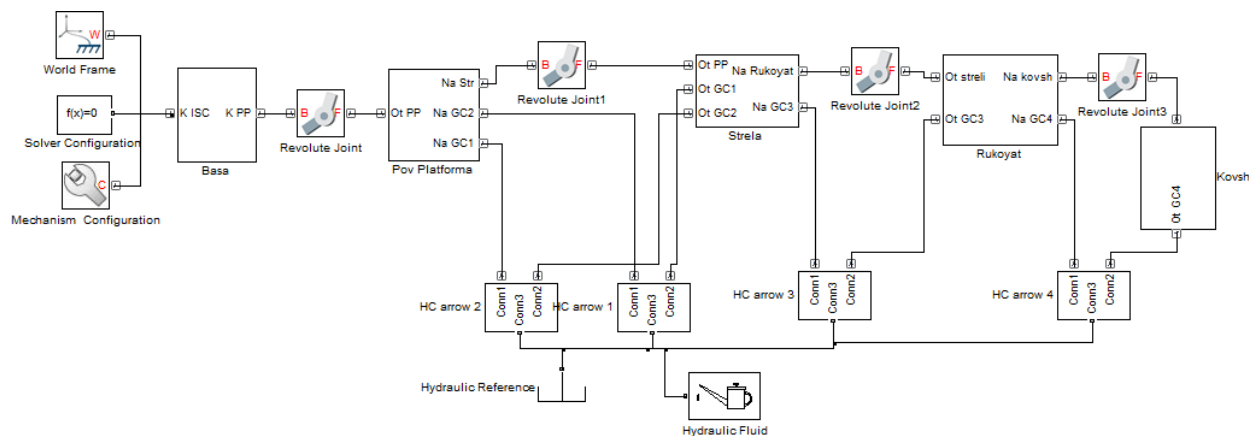 W
World Frame
f(x)=0
Solver Configuration
C
Mechanism Configuration
K ISC
K PP
Basa
B
F
Revolute Joint
Ot PP
Na Str
Na GC2
Na GC1
Pov Platforma
B
F
Revolute Joint1
Ot PP
Ot GC1
Ot GC2
Na Rukoyat
Na GC3
Strela
B
F
Revolute Joint2
Ot streli
Ot GC3
Na kovsh
Na GC4
Rukoyat
B
F
Revolute Joint3
Ot GC4
Kovsh
HC arrow 2
Conn1
Conn3
Conn2
HC arrow 1
Conn1
Conn3
Conn2
HC arrow 3
Conn1
Conn3
Conn2
HC arrow 4
Conn1
Conn3
Conn2
Hydraulic Reference
Hydraulic Fluid